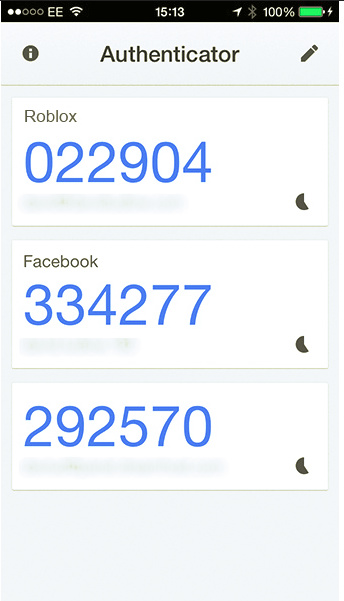 EE 15:13 100%
Authenticator
Roblox
022904
Facebook
334277
292570